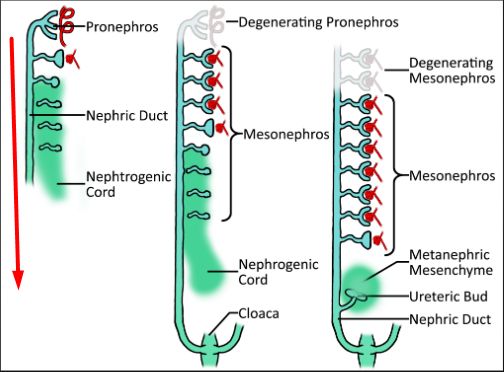 Pronephros
Nephric Duct
Nephtrogenic
Cord
Degenerating Pronephros
Mesonephros
Nephrogenic
Cord
Cloaca
Degenerating
Mesonephros
Mesonephros
Metanephric
Mesenchyme
Ureteric Bud
Nephric Duct